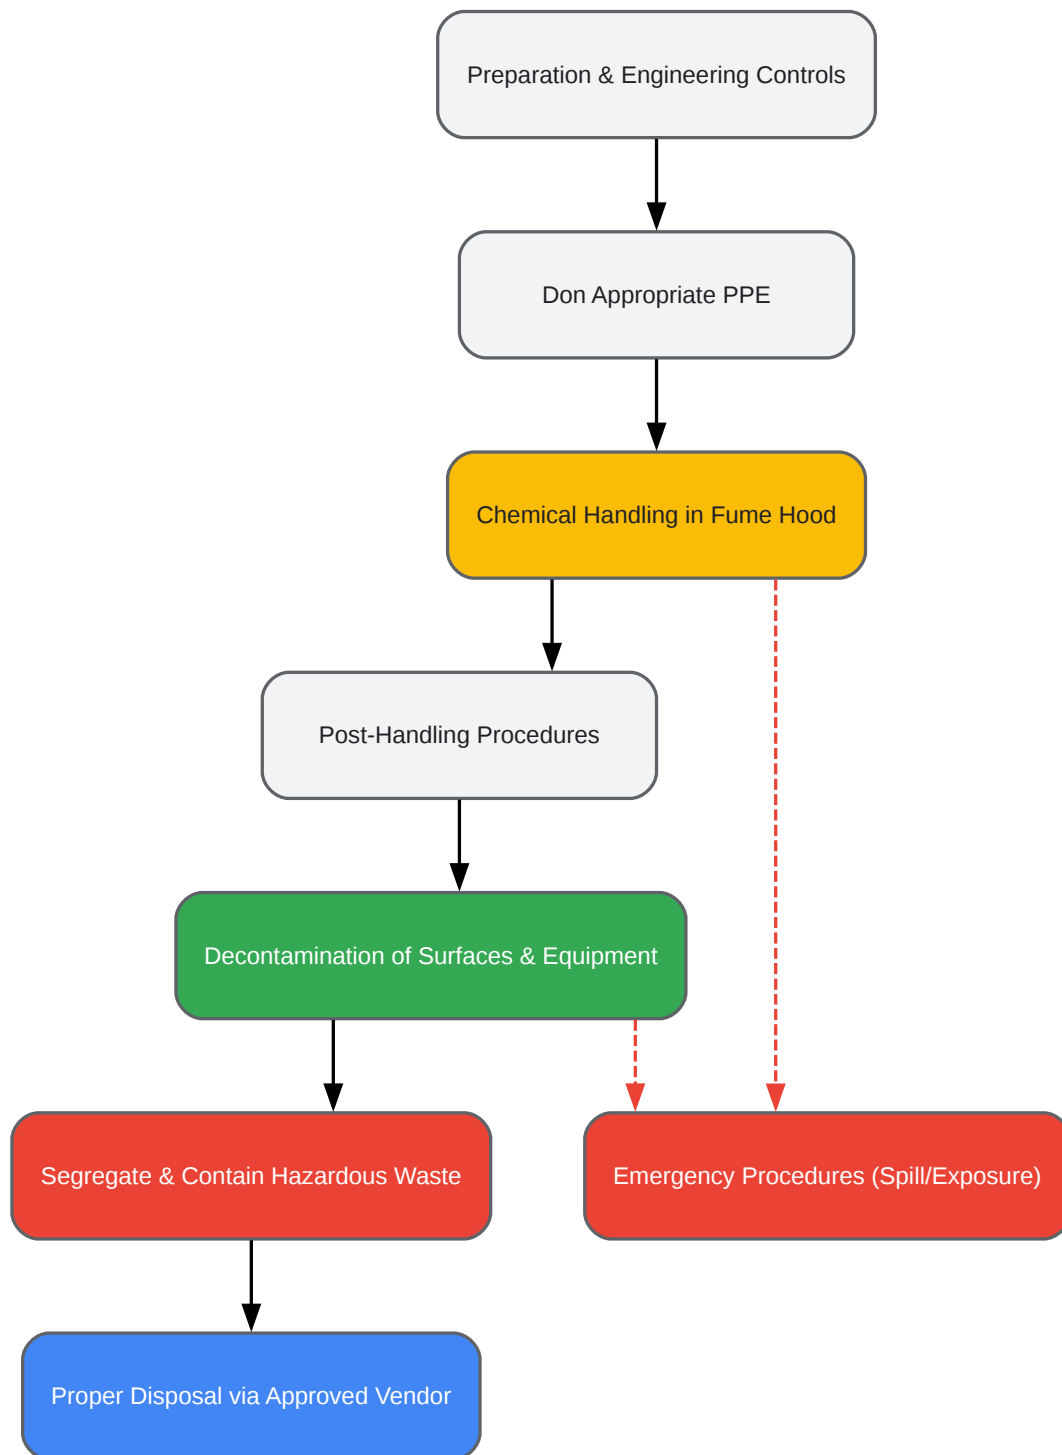 Preparation & Engineering Controls
Don Appropriate PPE
Chemical Handling in Fume Hood
Post-Handling Procedures
Decontamination of Surfaces & Equipment
Segregate & Contain Hazardous Waste
Emergency Procedures (Spill/Exposure)
Proper Disposal via Approved Vendor